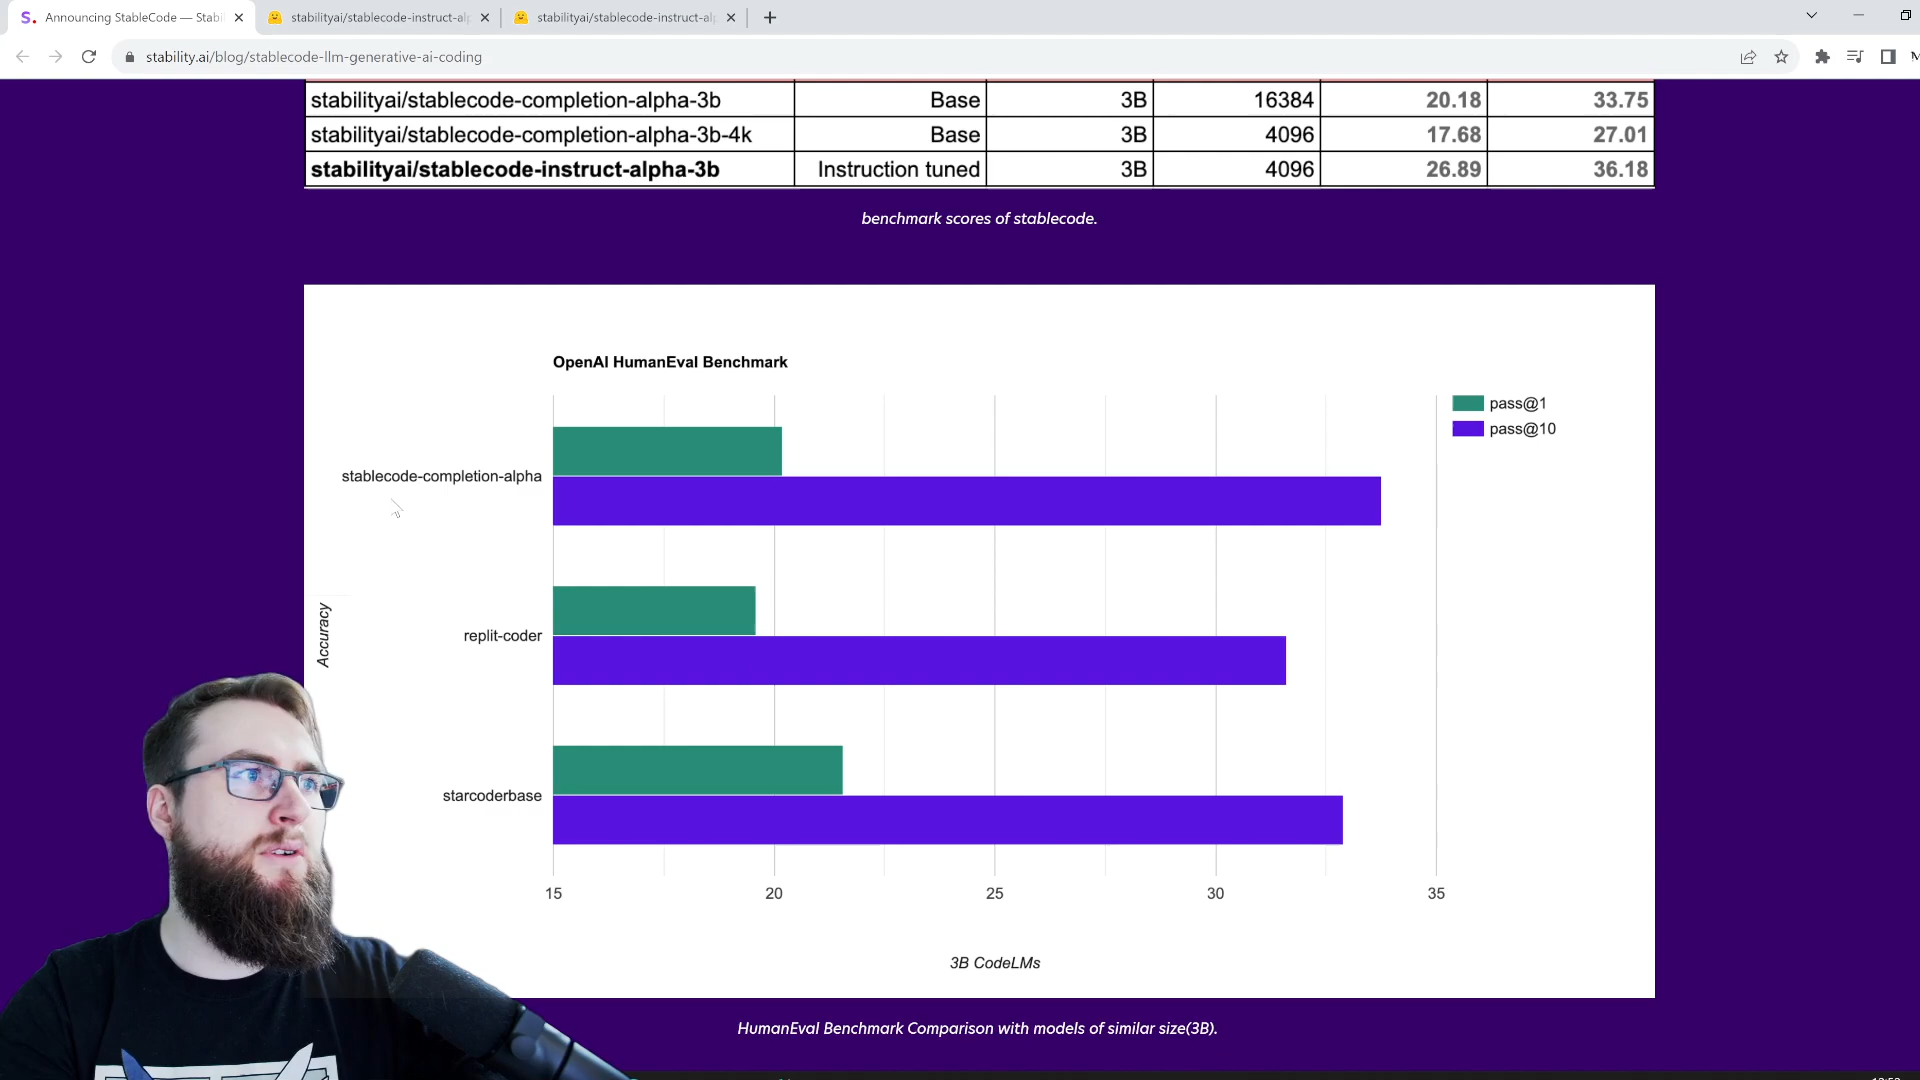 Announcing StableCode — Stabil
stabilityai/stablecode-instruct-alp
stabilityai/stablecode-instruct-alp
stability.ai/blog/stablecode-llm-generative-ai-coding
stabilityai/stablecode-completion-alpha-3b Base 3B 16384 20.18 33.75
stabilityai/stablecode-completion-alpha-3b-4k Base 3B 4096 17.68 27.01
stabilityai/stablecode-instruct-alpha-3b Instruction tuned 3B 4096 26.89 36.18
benchmark scores of stablecode.
OpenAI HumanEval Benchmark
pass@1
pass@10
stablecode-completion-alpha
replit-coder
starcoderbase
Accuracy
15 20 25 30 35
3B CodeLMs
HumanEval Benchmark Comparison with models of similar size(3B).